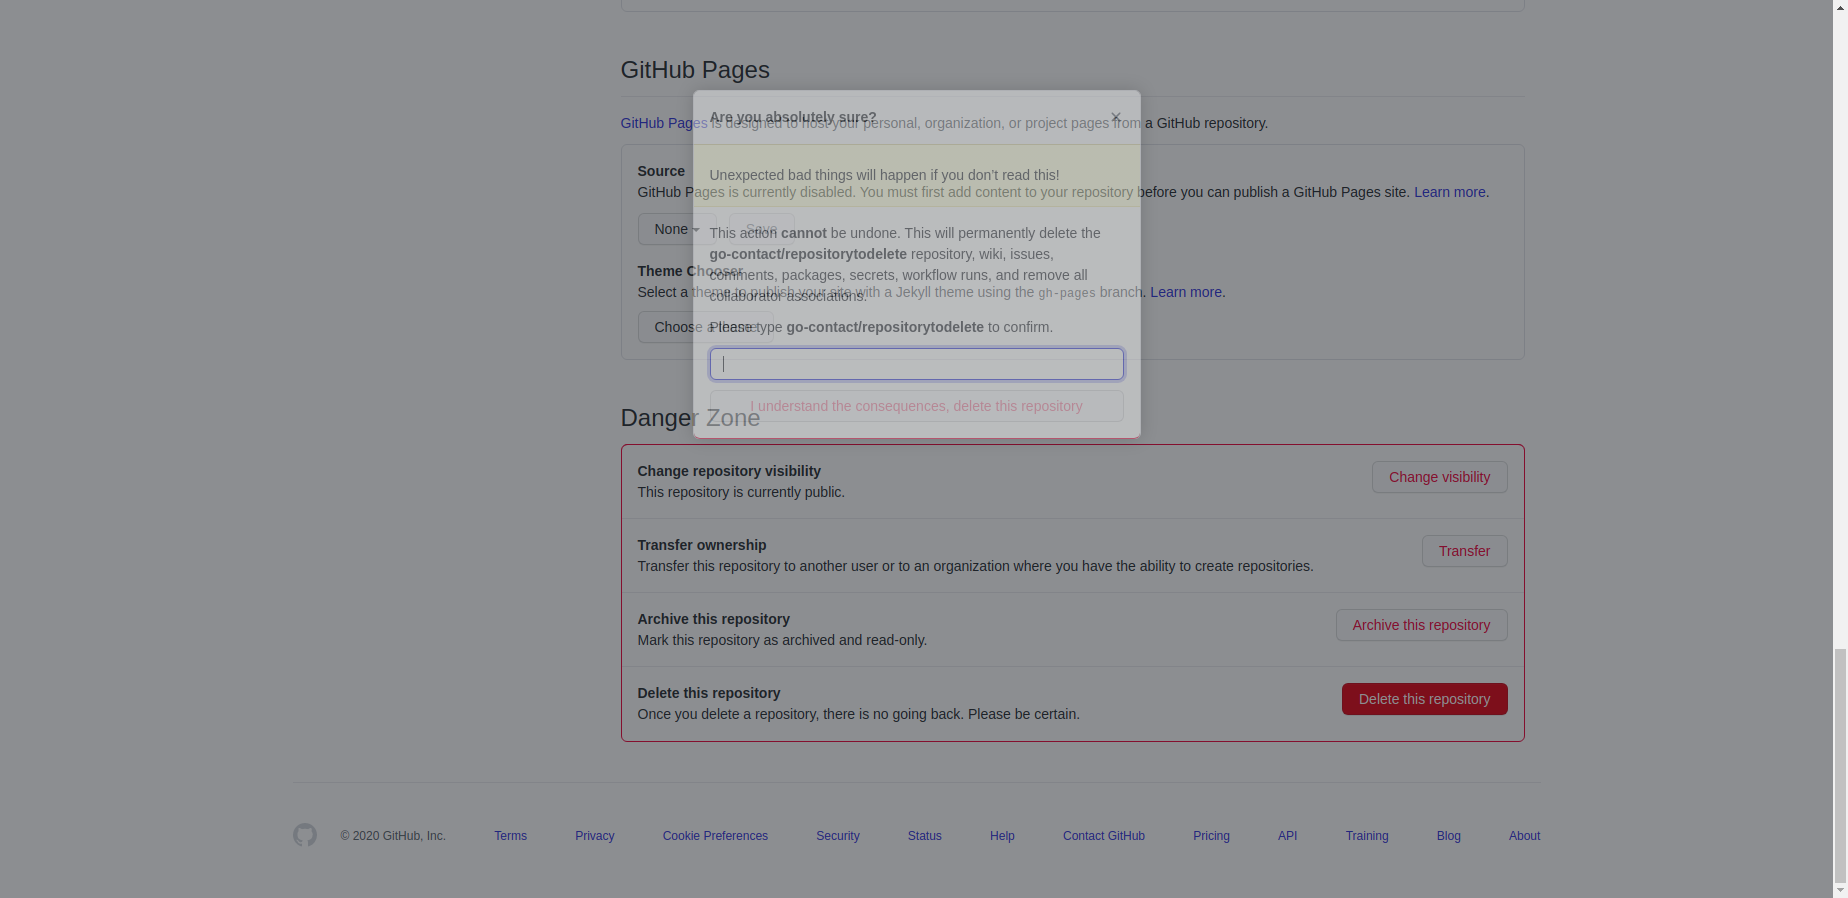 GitHub Pages
Are you absolutely sure?
GitHub Pages is designed to host your personal, organization, or project pages from a GitHub repository.
Source
Unexpected bad things will happen if you don't read this!
GitHub Pages is currently disabled. You must first add content to your repository before you can publish a GitHub Pages site. Learn more.
None
Save
This action cannot be undone. This will permanently delete the
go-contact/repositorytodelete repository, wiki, issues,
comments, packages, secrets, workflow runs, and remove all
collaborator associations.
Theme Chooser
Select a theme to publish your site with a Jekyll theme using the gh-pages branch. Learn more.
Choose a theme
Please type go-contact/repositorytodelete to confirm.
I understand the consequences, delete this repository
Danger Zone
Change repository visibility
This repository is currently public.
Change visibility
Transfer ownership
Transfer this repository to another user or to an organization where you have the ability to create repositories.
Transfer
Archive this repository
Mark this repository as archived and read-only.
Archive this repository
Delete this repository
Once you delete a repository, there is no going back. Please be certain.
Delete this repository
© 2020 GitHub, Inc. Terms Privacy Cookie Preferences Security Status Help Contact GitHub Pricing API Training Blog About